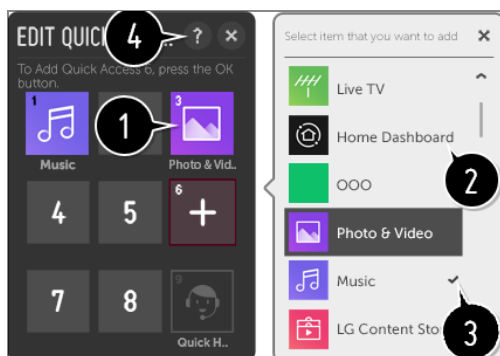 EDIT QUIC
..
4
?
To Add Quick Access 6, press the OK
button.
1
Music
1
3
Photo & Vid..
4
5
6
7
8
9
Quick H..
Select item that you want to add
Live TV
Home Dashboard
2
OOO
Photo & Video
Music
LG Content Sto
3